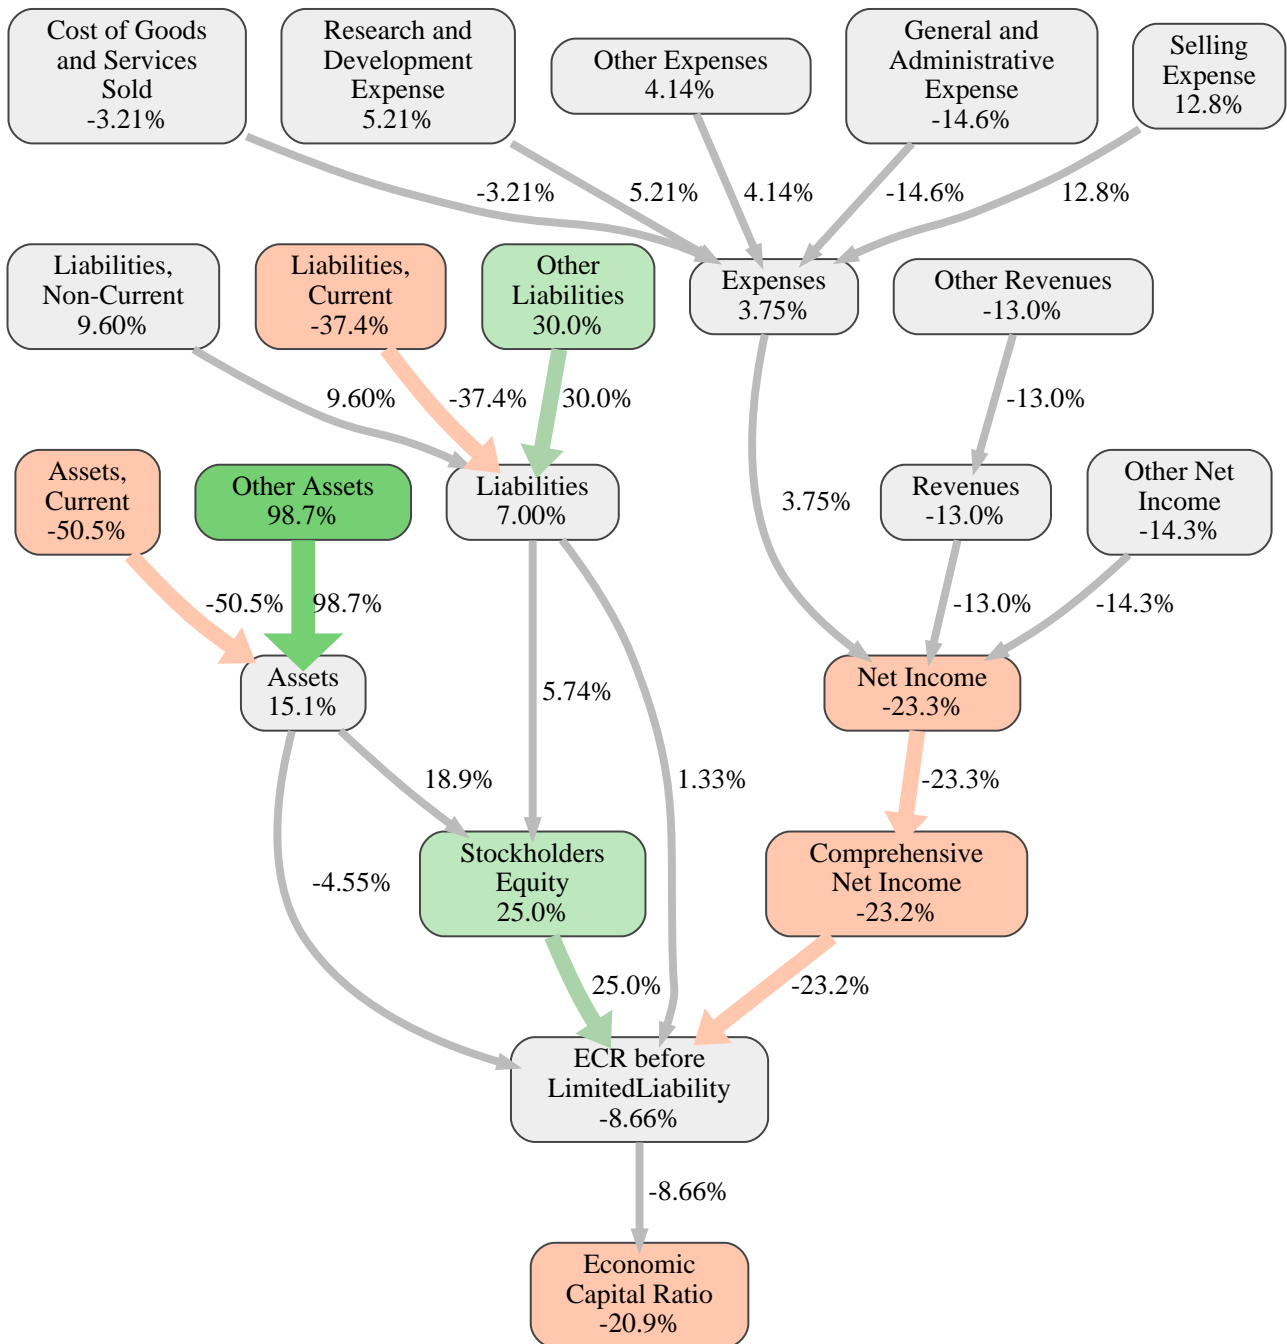 Cost of Goods
and Services
Sold
-3.21%
Research and
Development
Expense
5.21%
Other Expenses
4.14%
General and
Administrative
Expense
-14.6%
Selling
Expense
12.8%
-3.21%
5.21%
4.14%
-14.6%
12.8%
Liabilities,
Non-Current
9.60%
Liabilities,
Current
-37.4%
Other
Liabilities
30.0%
Expenses
3.75%
Other Revenues
-13.0%
9.60%
-37.4%
30.0%
-13.0%
Assets,
Current
-50.5%
Other Assets
98.7%
Liabilities
7.00%
3.75%
Revenues
-13.0%
Other Net
Income
-14.3%
-50.5%
98.7%
-13.0%
-14.3%
Assets
15.1%
5.74%
Net Income
-23.3%
18.9%
1.33%
-23.3%
-4.55%
Stockholders
Equity
25.0%
Comprehensive
Net Income
-23.2%
25.0%
-23.2%
ECR before
LimitedLiability
-8.66%
-8.66%
Economic
Capital Ratio
-20.9%